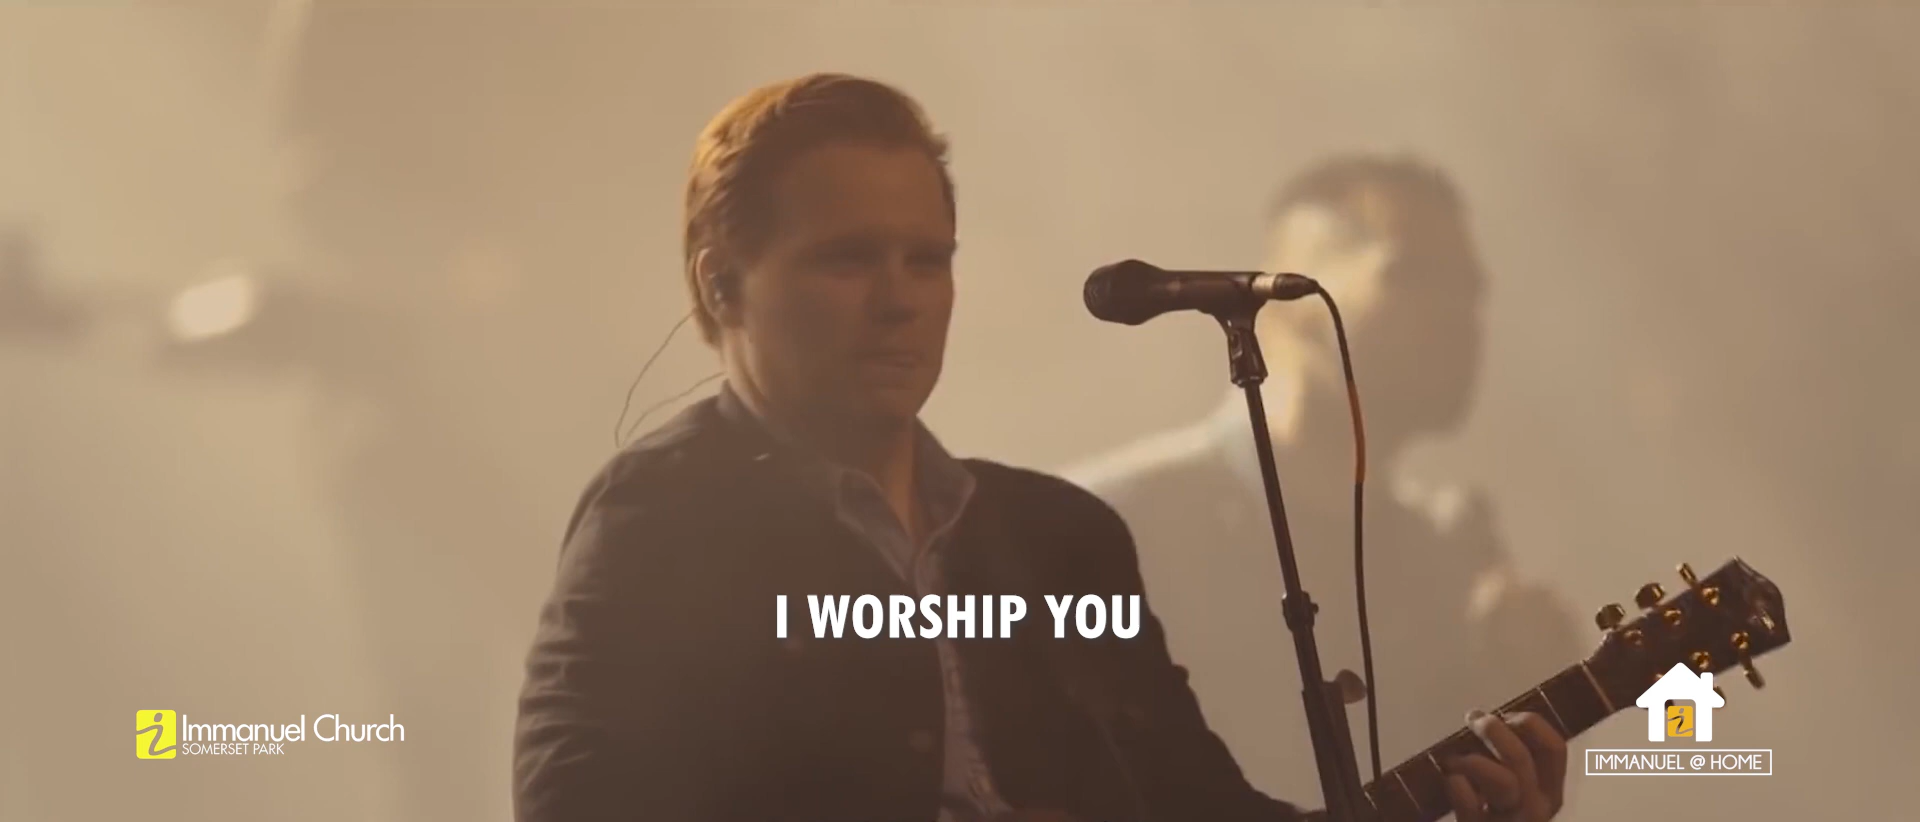 I WORSHIP YOU
Immanuel Church
SOMERSET PARK
IMMANUEL @ HOME